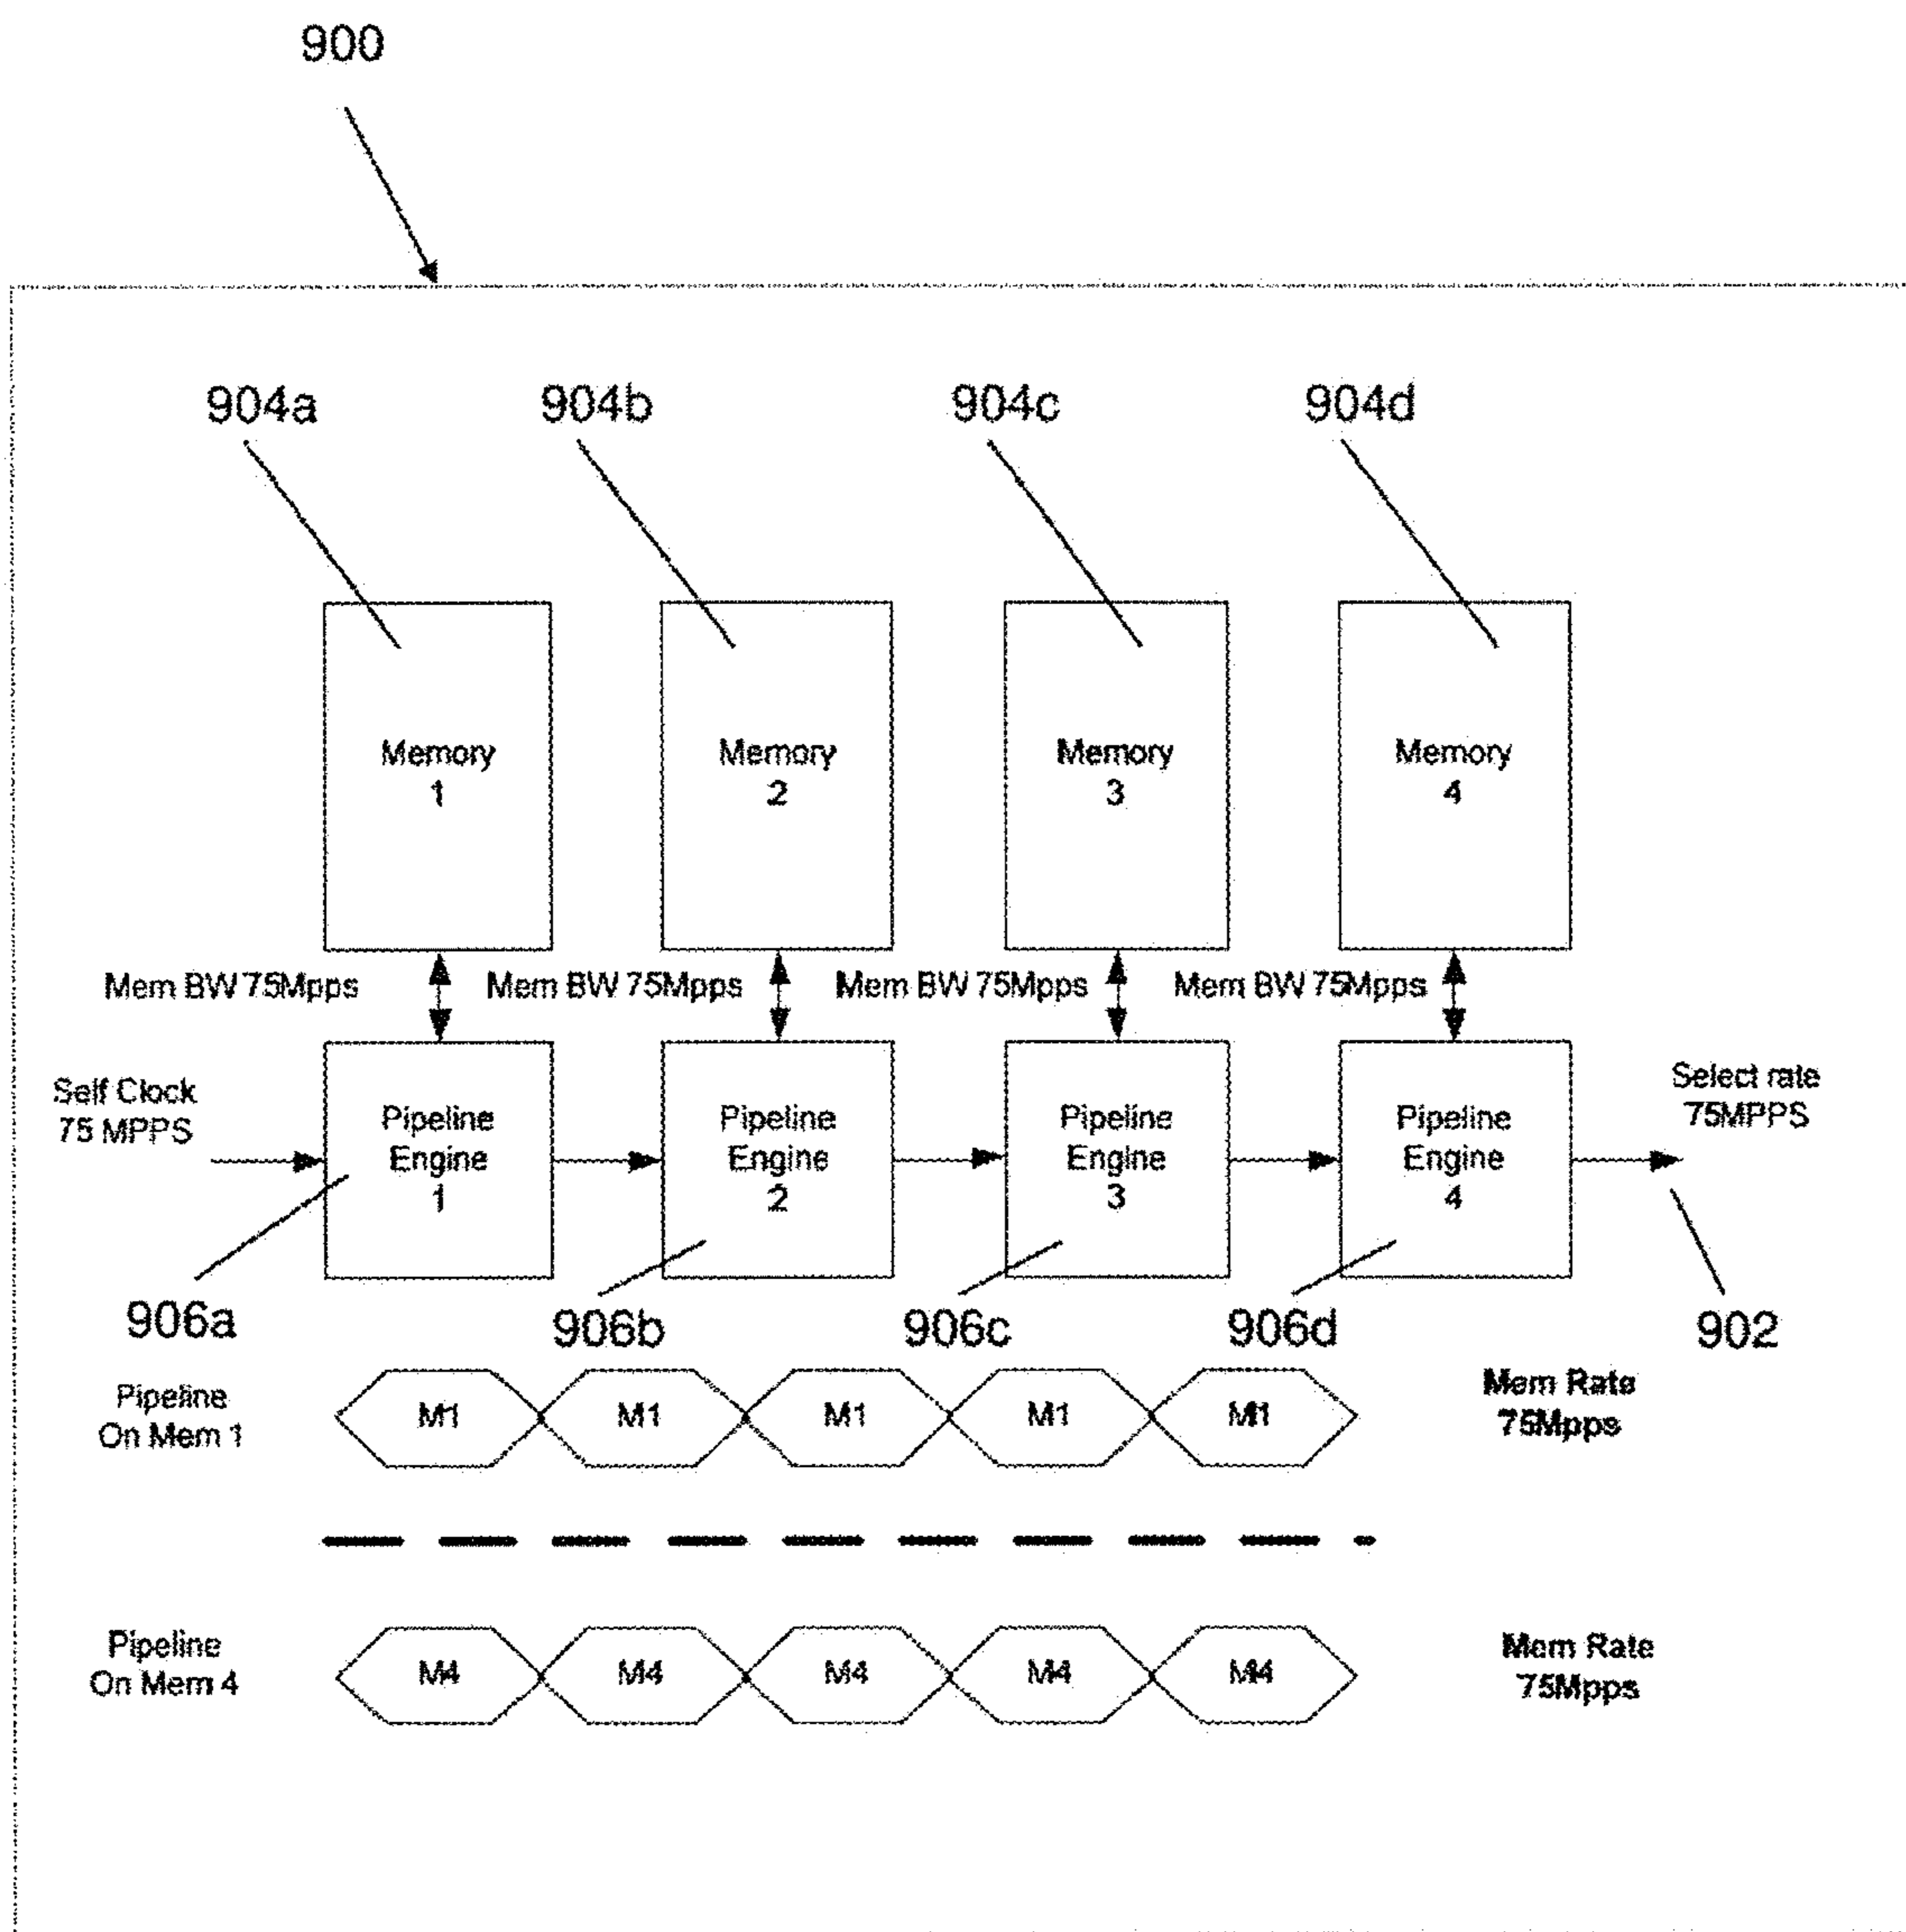 900
904a
904b
904c
904d
Memory
1
Memory
2
Memory
3
Memory
4
Mem BW 75Mpps
Mem BW 75Mpps
Mem BW 75Mpps
Mem BW 75Mpps
Self Clock
75 MPPS
Pipeline
Engine
1
Pipeline
Engine
2
Pipeline
Engine
3
Pipeline
Engine
4
Select rate
75MPPS
906a
906b
906c
906d
902
Pipeline
On Mem 1
M1
M1
M1
M1
M1
Mem Rate
75Mpps
Pipeline
On Mem 4
M4
M4
M4
M4
M4
Mem Rate
75Mpps